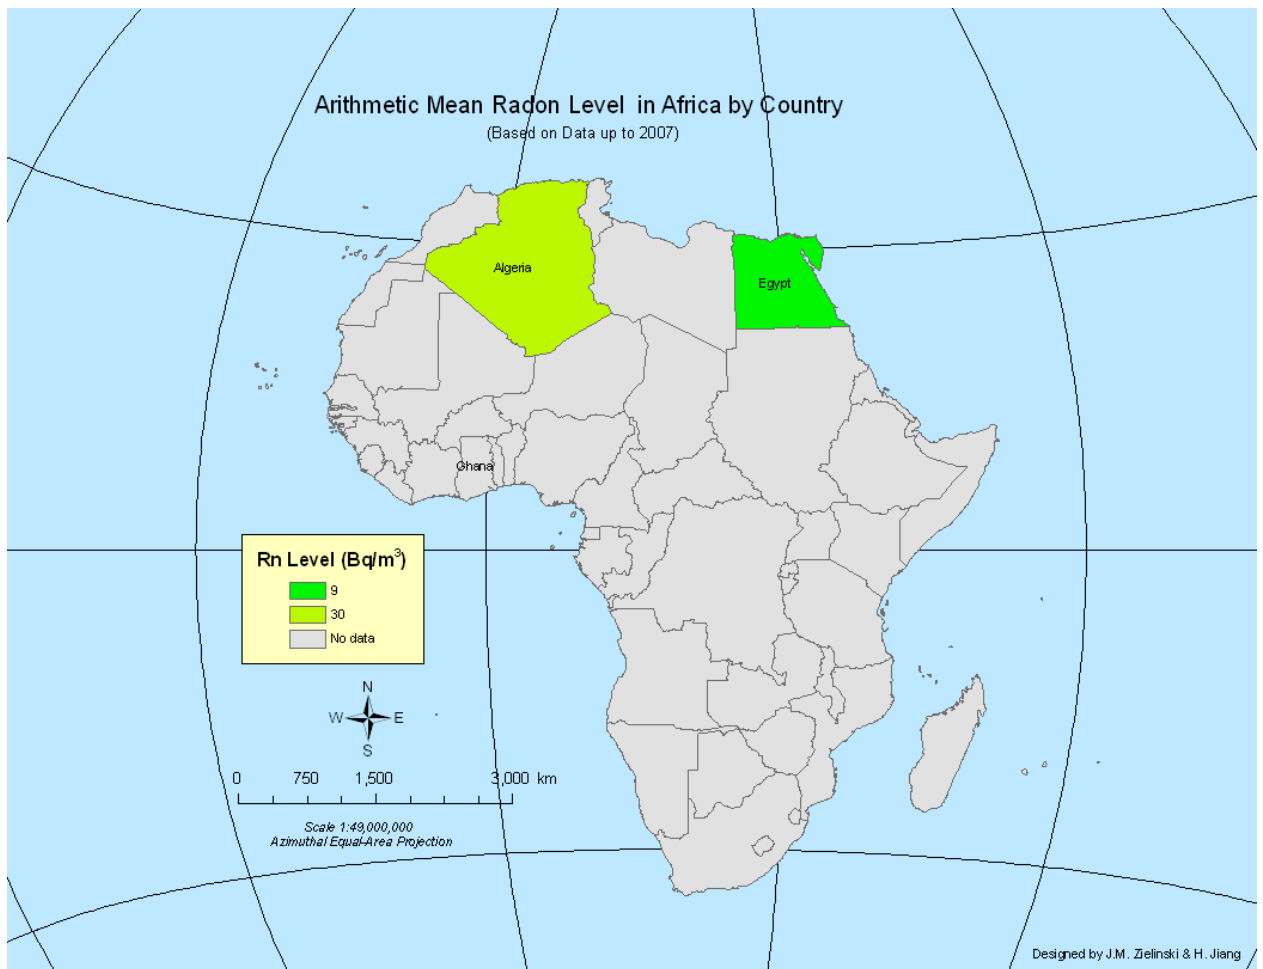 Arithmetic Mean Radon Level in Africa by Country
(Based on Data up to 2007)
Algeria
Egypt
Ghana
Rn Level (Bq/m³)
9
30
No data
N
W E
S
0 750 1,500 3,000 km
Scale 1:49,000,000
Azimuthal Equal-Area Projection
Designed by J.M. Zielinski & H. Jiang